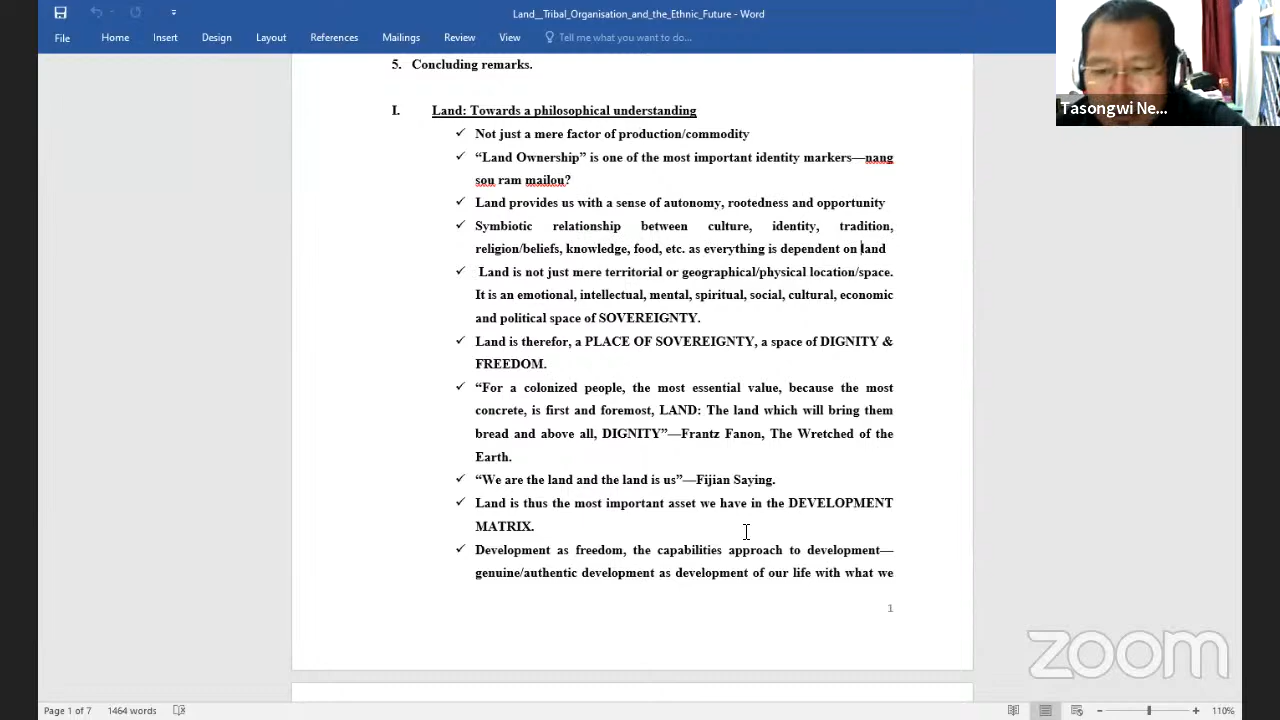 Land__Tribal_Organisation_and_the_Ethnic_Future - Word
File Home Insert Design Layout References Mailings Review View Tell me what you want to do...
Tasongwi Ne...
5. Concluding remarks.
I. Land: Towards a philosophical understanding
✓ Not just a mere factor of production/commodity
✓ “Land Ownership” is one of the most important identity markers—nang
sou ram mailou?
✓ Land provides us with a sense of autonomy, rootedness and opportunity
✓ Symbiotic relationship between culture, identity, tradition,
religion/beliefs, knowledge, food, etc. as everything is dependent on land
✓ Land is not just mere territorial or geographical/physical location/space.
It is an emotional, intellectual, mental, spiritual, social, cultural, economic
and political space of SOVEREIGNTY.
✓ Land is therefor, a PLACE OF SOVEREIGNTY, a space of DIGNITY &
FREEDOM.
✓ “For a colonized people, the most essential value, because the most
concrete, is first and foremost, LAND: The land which will bring them
bread and above all, DIGNITY”—Frantz Fanon, The Wretched of the
Earth.
✓ “We are the land and the land is us”—Fijian Saying.
✓ Land is thus the most important asset we have in the DEVELOPMENT
MATRIX.
✓ Development as freedom, the capabilities approach to development—
genuine/authentic development as development of our life with what we
1
zoom
Page 1 of 7 1464 words 110%